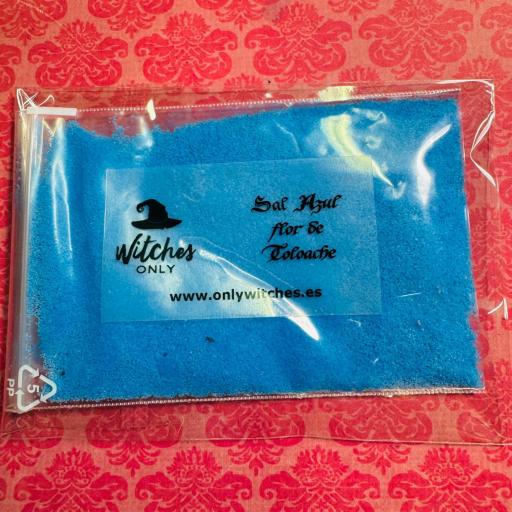 Witches
ONLY
Sal Azul
flor de
Toloache
www.onlywitches.es
5
PP